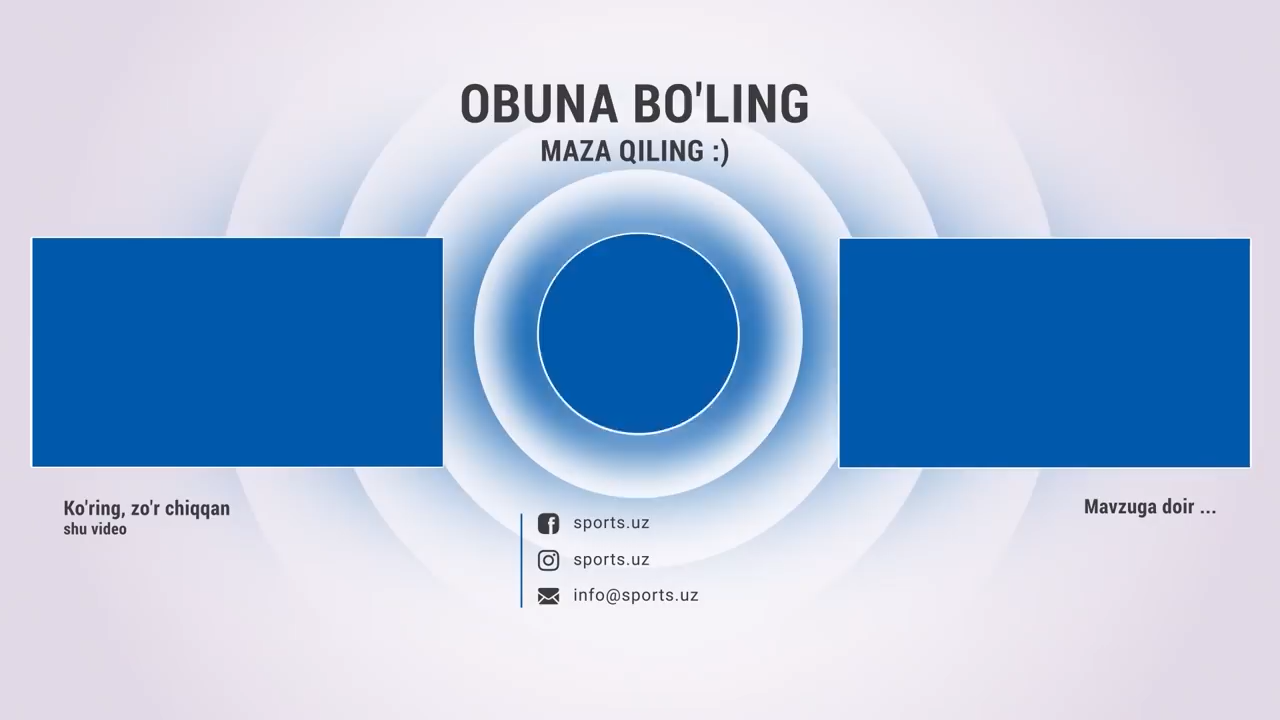 OBUNA BO'LING
MAZA QILING :)
Ko'ring, zo'r chiqqan
shu video
Mavzuga doir ...
sports.uz
sports.uz
info@sports.uz